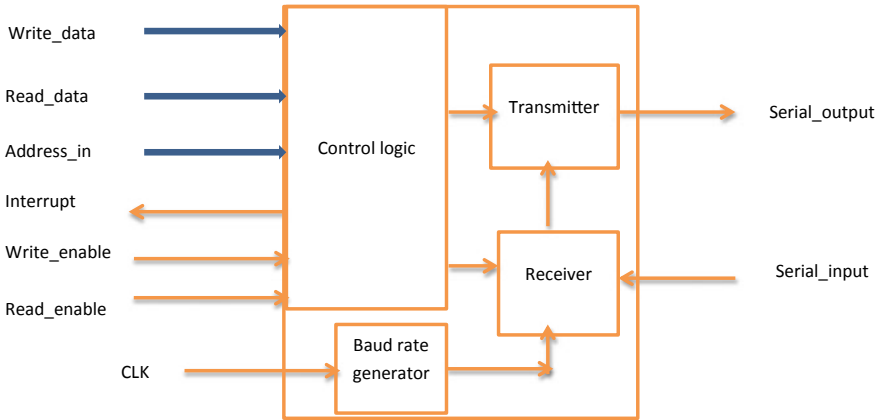 Write_data
Read_data
Address_in
Interrupt
Write_enable
Read_enable
CLK
Control logic
Baud rate
generator
Transmitter
Receiver
Serial_output
Serial_input